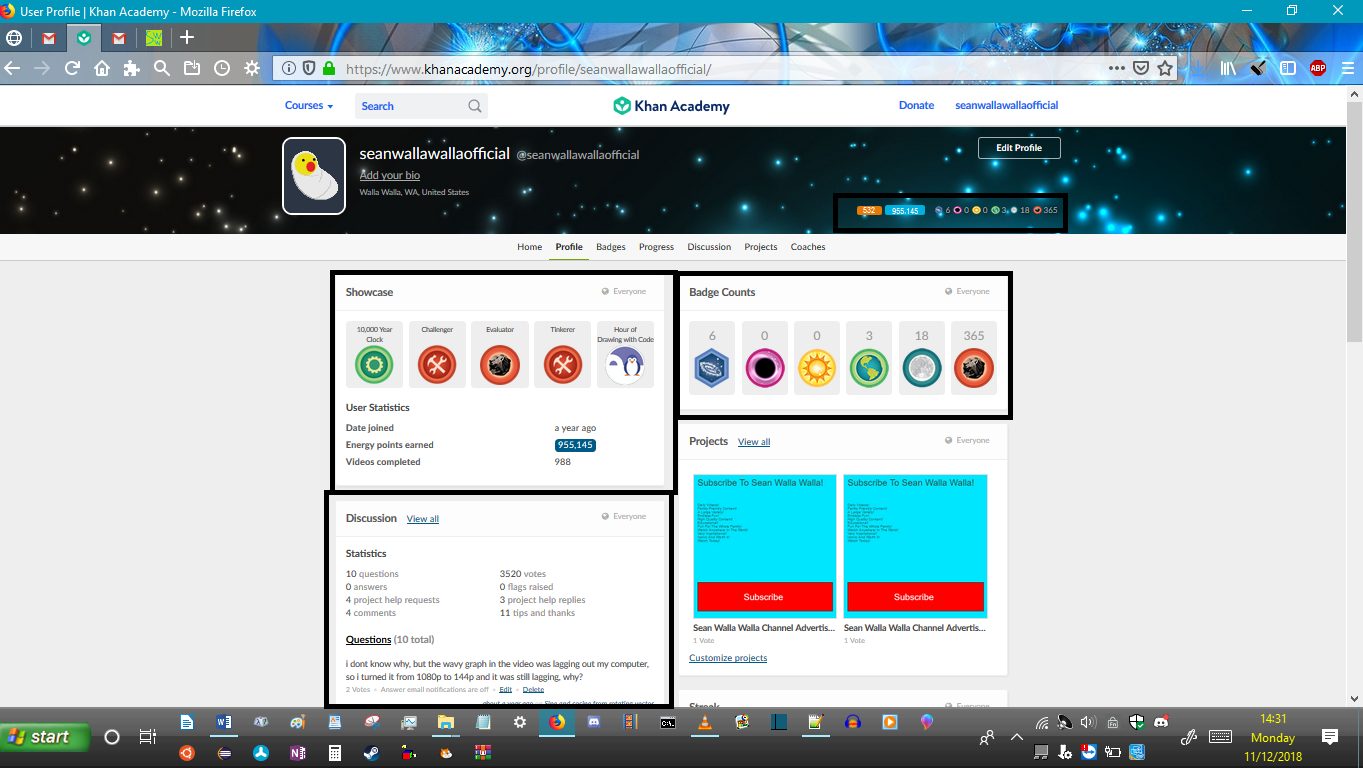 User Profile | Khan Academy - Mozilla Firefox
https://www.khanacademy.org/profile/seanwallawallaofficial/
ABP
Courses
Search
Khan Academy
Donate
seanwallawallaofficial
seanwallawallaofficial @seanwallawallaofficial
Edit Profile
Add your bio
Walla Walla, WA, United States
532 955,145 6 0 0 3 18 365
Home Profile Badges Progress Discussion Projects Coaches
Showcase Everyone
10,000 Year Clock
Challenger
Evaluator
Tinkerer
Hour of Drawing with Code
User Statistics
Date joined a year ago
Energy points earned 955,145
Videos completed 988
Badge Counts Everyone
6 0 0 3 18 365
Discussion View all Everyone
Statistics
10 questions 3520 votes
0 answers 0 flags raised
4 project help requests 3 project help replies
4 comments 11 tips and thanks
Questions (10 total)
i dont know why, but the wavy graph in the video was lagging out my computer,
so i turned it from 1080p to 144p and it was still lagging, why?
2 Votes • Answer email notifications are off • Edit • Delete
about a year ago
Projects View all Everyone
Subscribe To Sean Walla Walla!
Subscribe
Sean Walla Walla Channel Advertis...
1 Vote
Subscribe To Sean Walla Walla!
Subscribe
Sean Walla Walla Channel Advertis...
1 Vote
Customize projects
Streak Everyone
start
14:31
Monday
11/12/2018